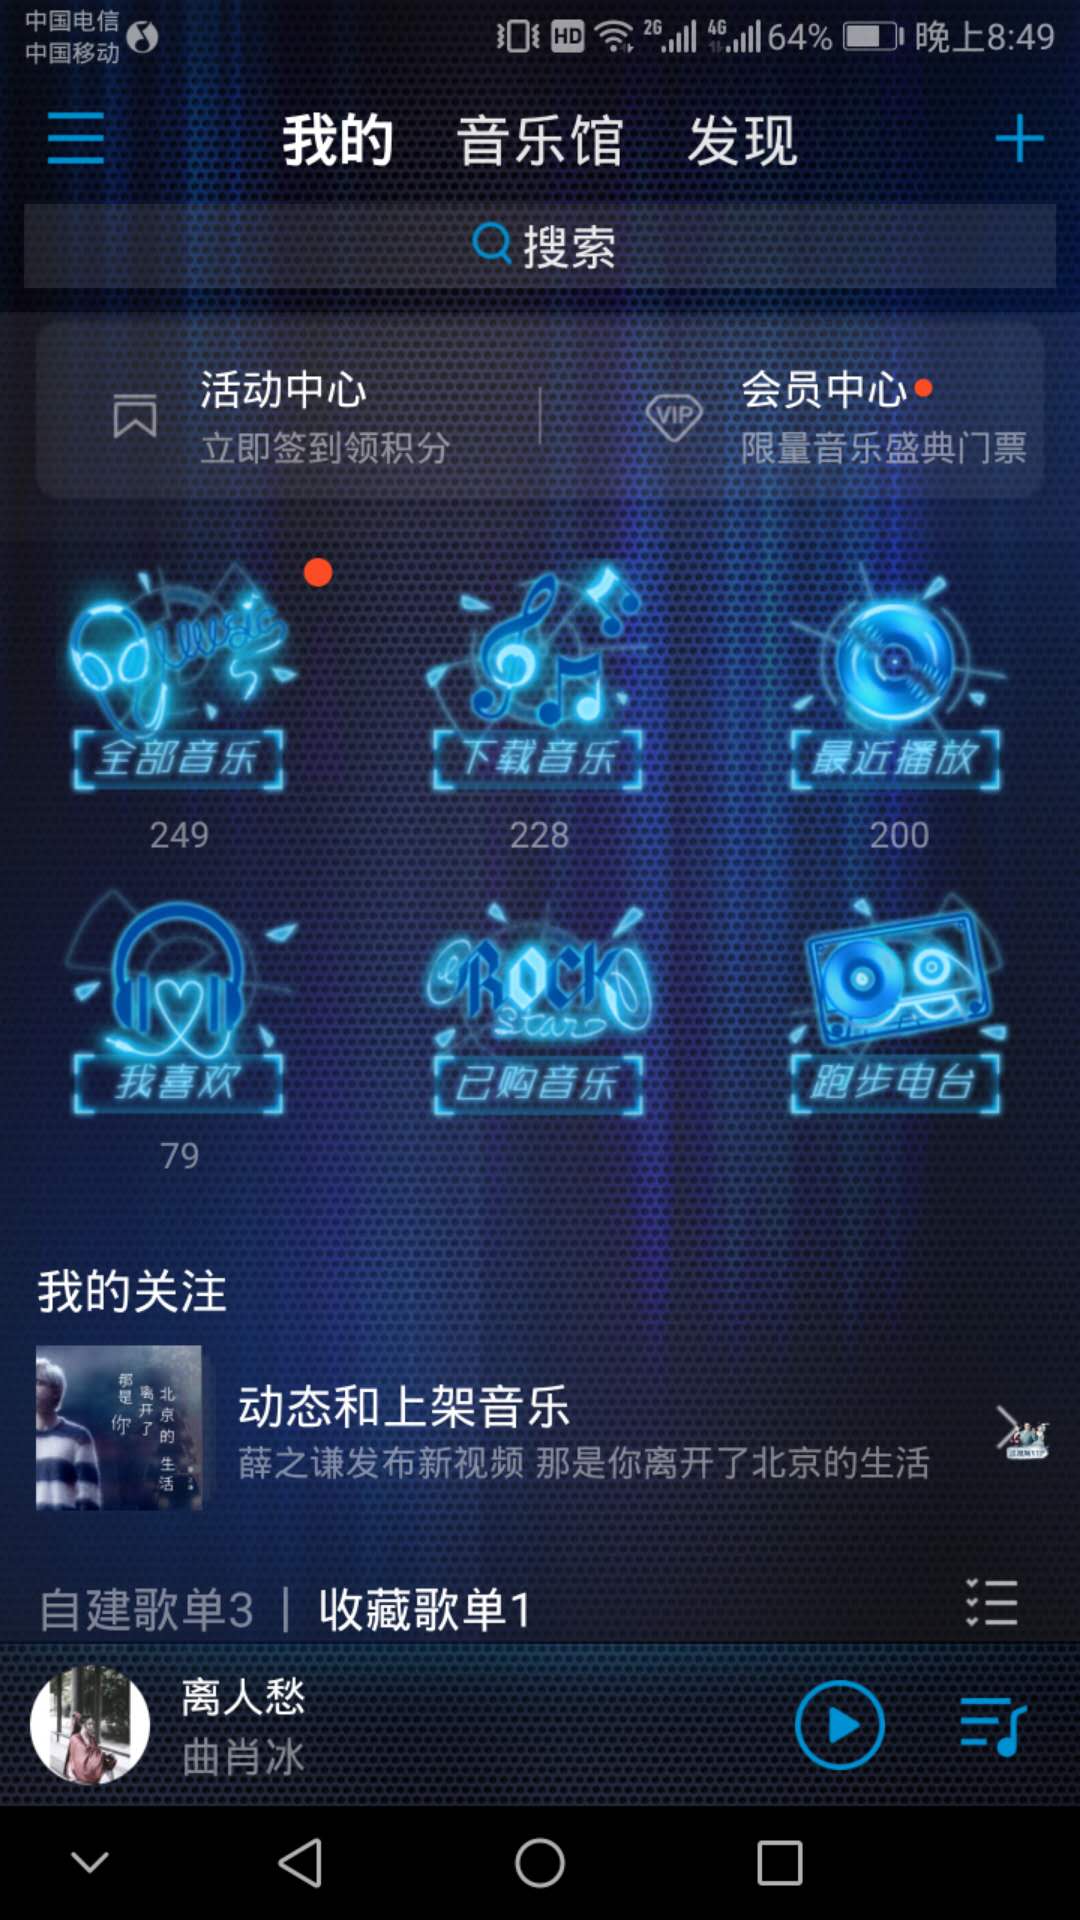 中国电信
中国移动
HD 2G 4G 64% 晚上8:49
我的 音乐馆 发现
搜索
活动中心
立即签到领积分
VIP
会员中心
限量音乐盛典门票
Music
全部音乐
下载音乐
最近播放
249
228
200
ROCK
Star
我喜欢
已购音乐
跑步电台
79
我的关注
北京的生活
离开了
那是你
动态和上架音乐
薛之谦发布新视频 那是你离开了北京的生活
自建歌单3 | 收藏歌单1
离人愁
曲肖冰